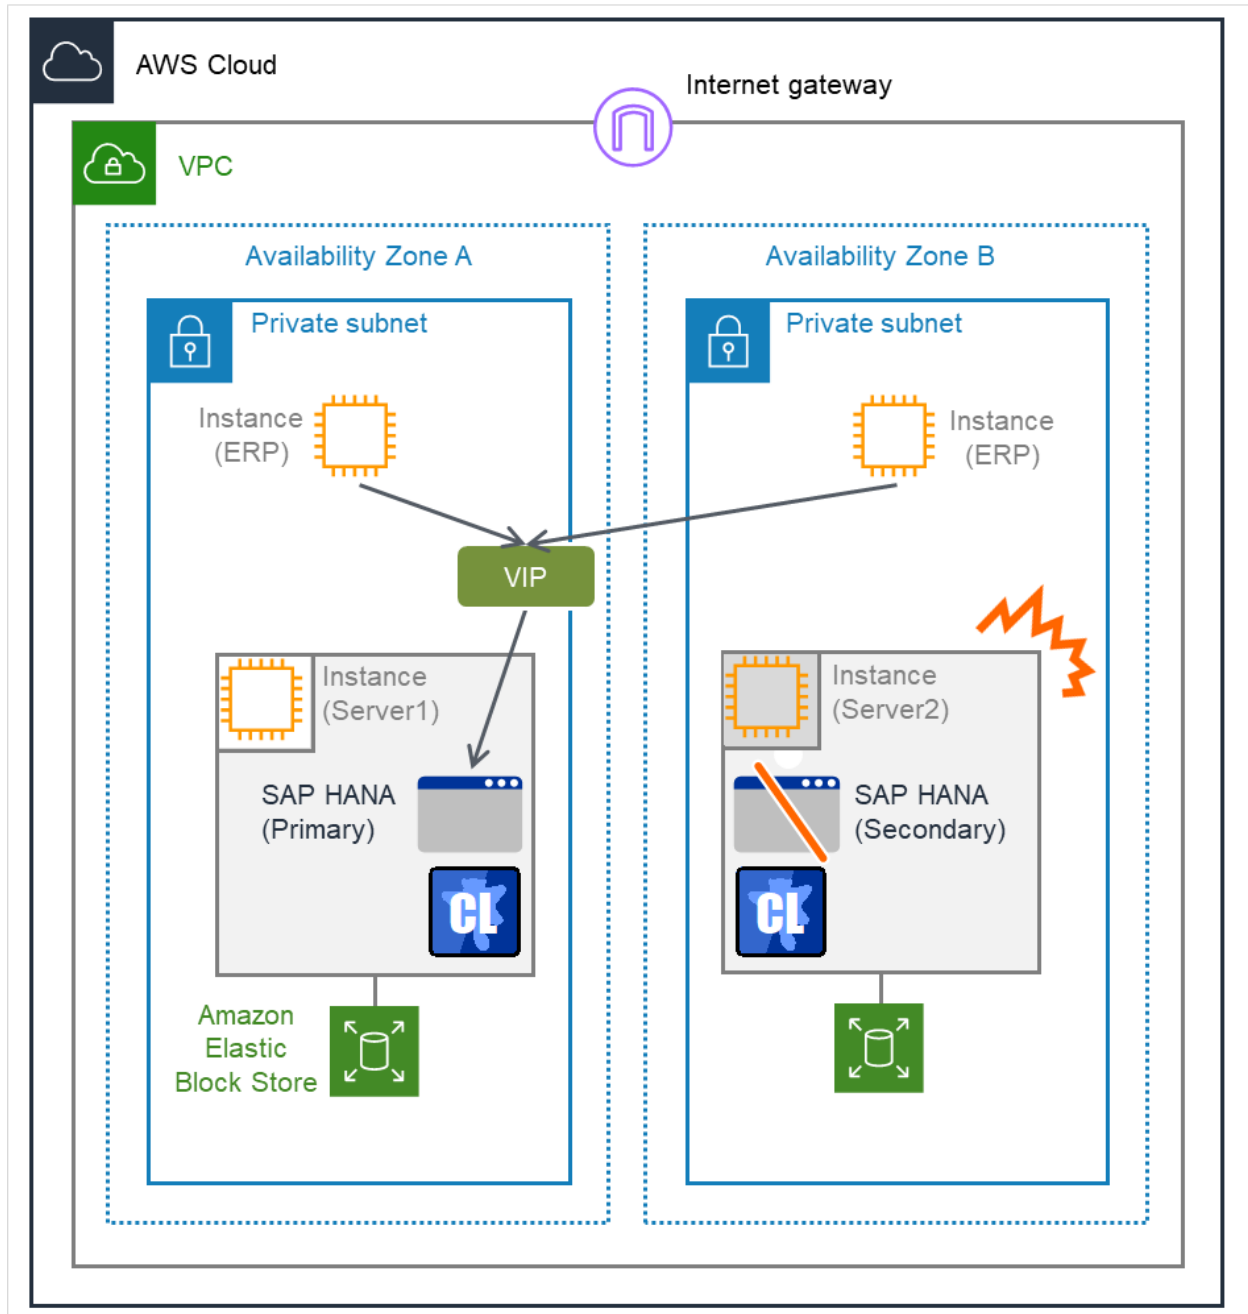 AWS Cloud
Internet gateway
VPC
Availability Zone A
Availability Zone B
Private subnet
Private subnet
Instance
(ERP)
Instance
(ERP)
VIP
Instance
(Server1)
Instance
(Server2)
SAP HANA
(Primary)
SAP HANA
(Secondary)
CL
CL
Amazon
Elastic
Block Store